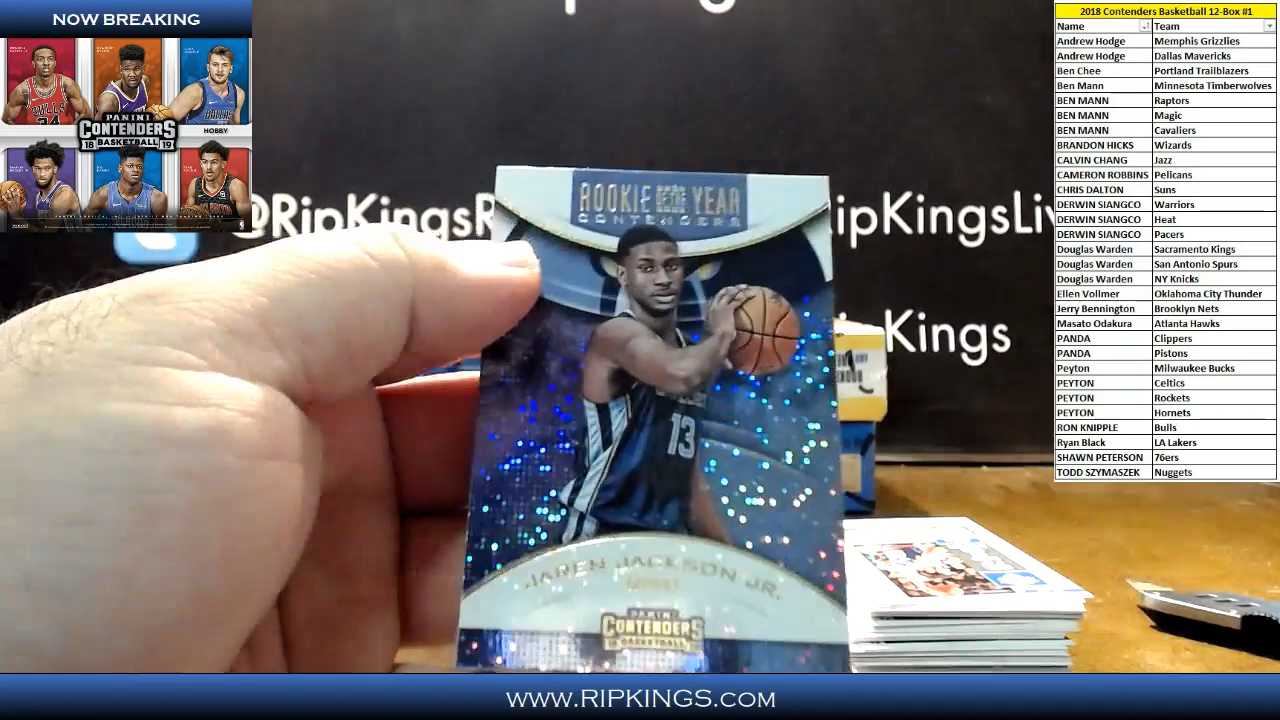 NOW BREAKING
PANINI
CONTENDERS
18 BASKETBALL 19
HOBBY
@RipKingsR
ipKingsLiv
Kings
ROOKIE OF THE YEAR
CONTENDERS
13
JAREN JACKSON JR.
PANINI
CONTENDERS
BASKETBALL
2018 Contenders Basketball 12-Box #1
Name Team
Andrew Hodge Memphis Grizzlies
Andrew Hodge Dallas Mavericks
Ben Chee Portland Trailblazers
Ben Mann Minnesota Timberwolves
BEN MANN Raptors
BEN MANN Magic
BEN MANN Cavaliers
BRANDON HICKS Wizards
CALVIN CHANG Jazz
CAMERON ROBBINS Pelicans
CHRIS DALTON Suns
DERWIN SIANGCO Warriors
DERWIN SIANGCO Heat
DERWIN SIANGCO Pacers
Douglas Warden Sacramento Kings
Douglas Warden San Antonio Spurs
Douglas Warden NY Knicks
Ellen Vollmer Oklahoma City Thunder
Jerry Bennington Brooklyn Nets
Masato Odakura Atlanta Hawks
PANDA Clippers
PANDA Pistons
Peyton Milwaukee Bucks
PEYTON Celtics
PEYTON Rockets
PEYTON Hornets
RON KNIPPLE Bulls
Ryan Black LA Lakers
SHAWN PETERSON 76ers
TODD SZYMASZEK Nuggets
WWW.RIPKINGS.COM